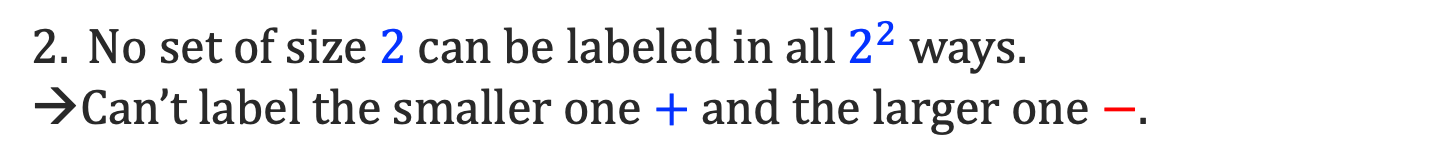 2. No set of size 2 can be labeled in all 2² ways.
→Can’t label the smaller one + and the larger one −.